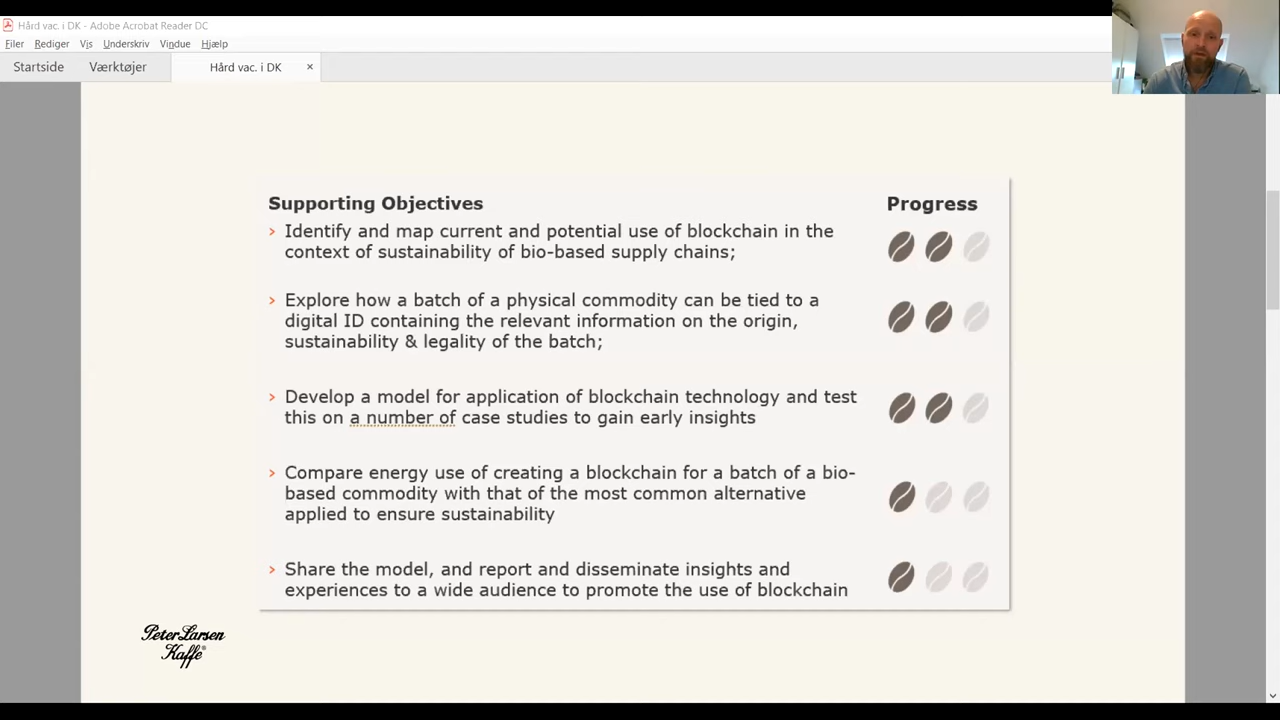 Hård vac. i DK - Adobe Acrobat Reader DC
Filer Rediger Vis Underskriv Vindue Hjælp
Startside Værktøjer Hård vac. i DK ×
Supporting Objectives Progress
› Identify and map current and potential use of blockchain in the
context of sustainability of bio-based supply chains;
› Explore how a batch of a physical commodity can be tied to a
digital ID containing the relevant information on the origin,
sustainability & legality of the batch;
› Develop a model for application of blockchain technology and test
this on a number of case studies to gain early insights
› Compare energy use of creating a blockchain for a batch of a bio-
based commodity with that of the most common alternative
applied to ensure sustainability
› Share the model, and report and disseminate insights and
experiences to a wide audience to promote the use of blockchain
Peter Larsen
Kaffe®